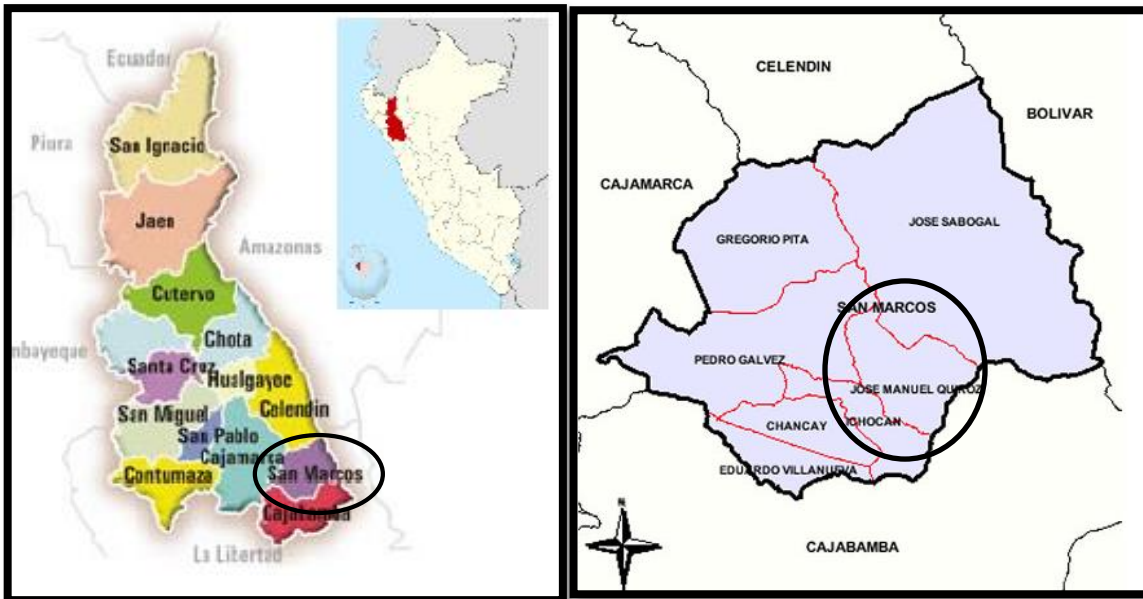 Ecuador
Piura
San Ignacio
Jaen
Amazonas
Cutervo
Chota
mbayeque
Santa Cruz
Hualgayoc
San Miguel
Celendin
San Pablo
Cajamarca
San Marcos
Contumaza
Cajabamba
La Libertad
CELENDIN
BOLIVAR
CAJAMARCA
JOSE SABOGAL
GREGORIO PITA
SAN MARCOS
PEDRO GALVEZ
JOSE MANUEL QUIROZ
CHANCAY
ICHOCAN
EDUARDO VILLANUEVA
N
CAJABAMBA